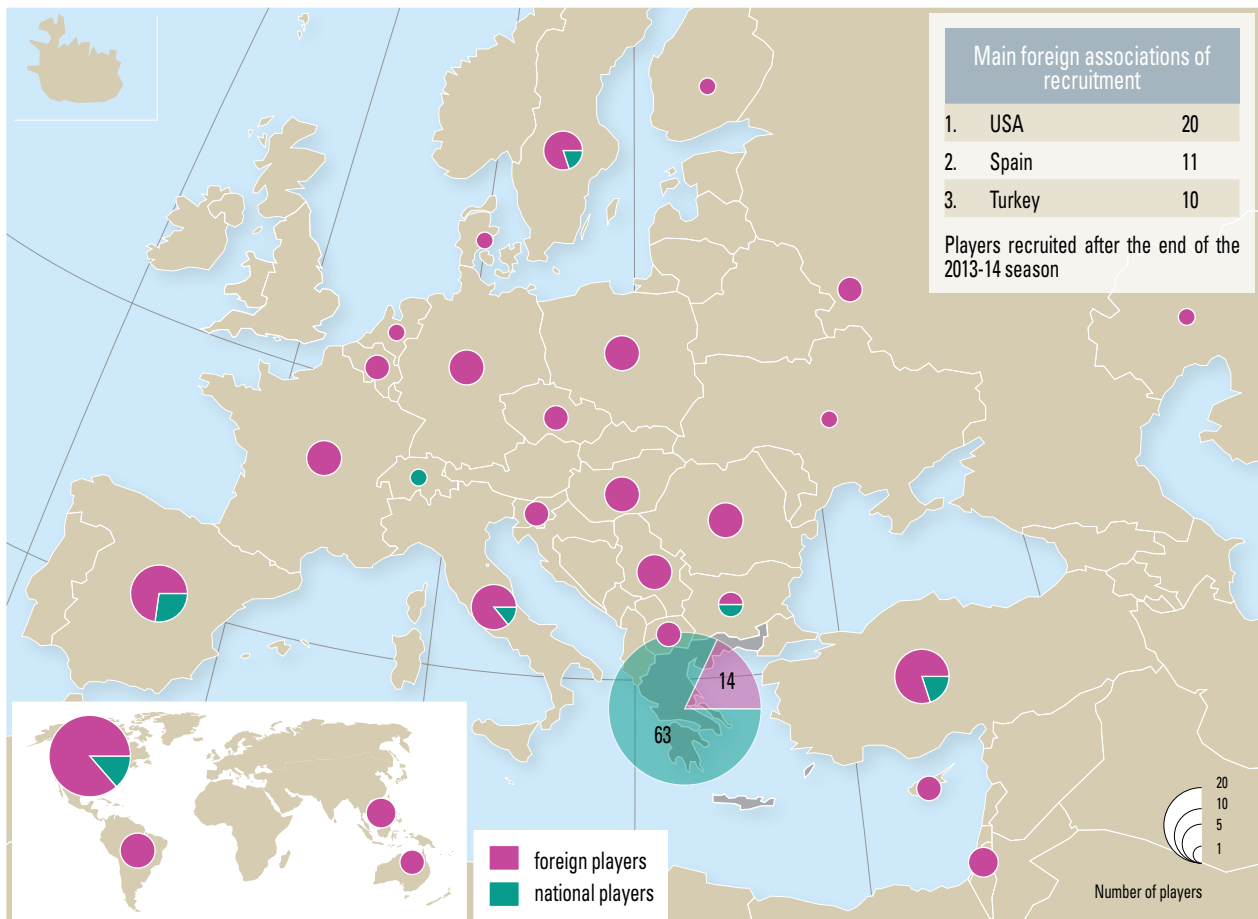 Main foreign associations of
recruitment
1. USA 20
2. Spain 11
3. Turkey 10
Players recruited after the end of the
2013-14 season
14
63
foreign players
national players
20
10
5
1
Number of players